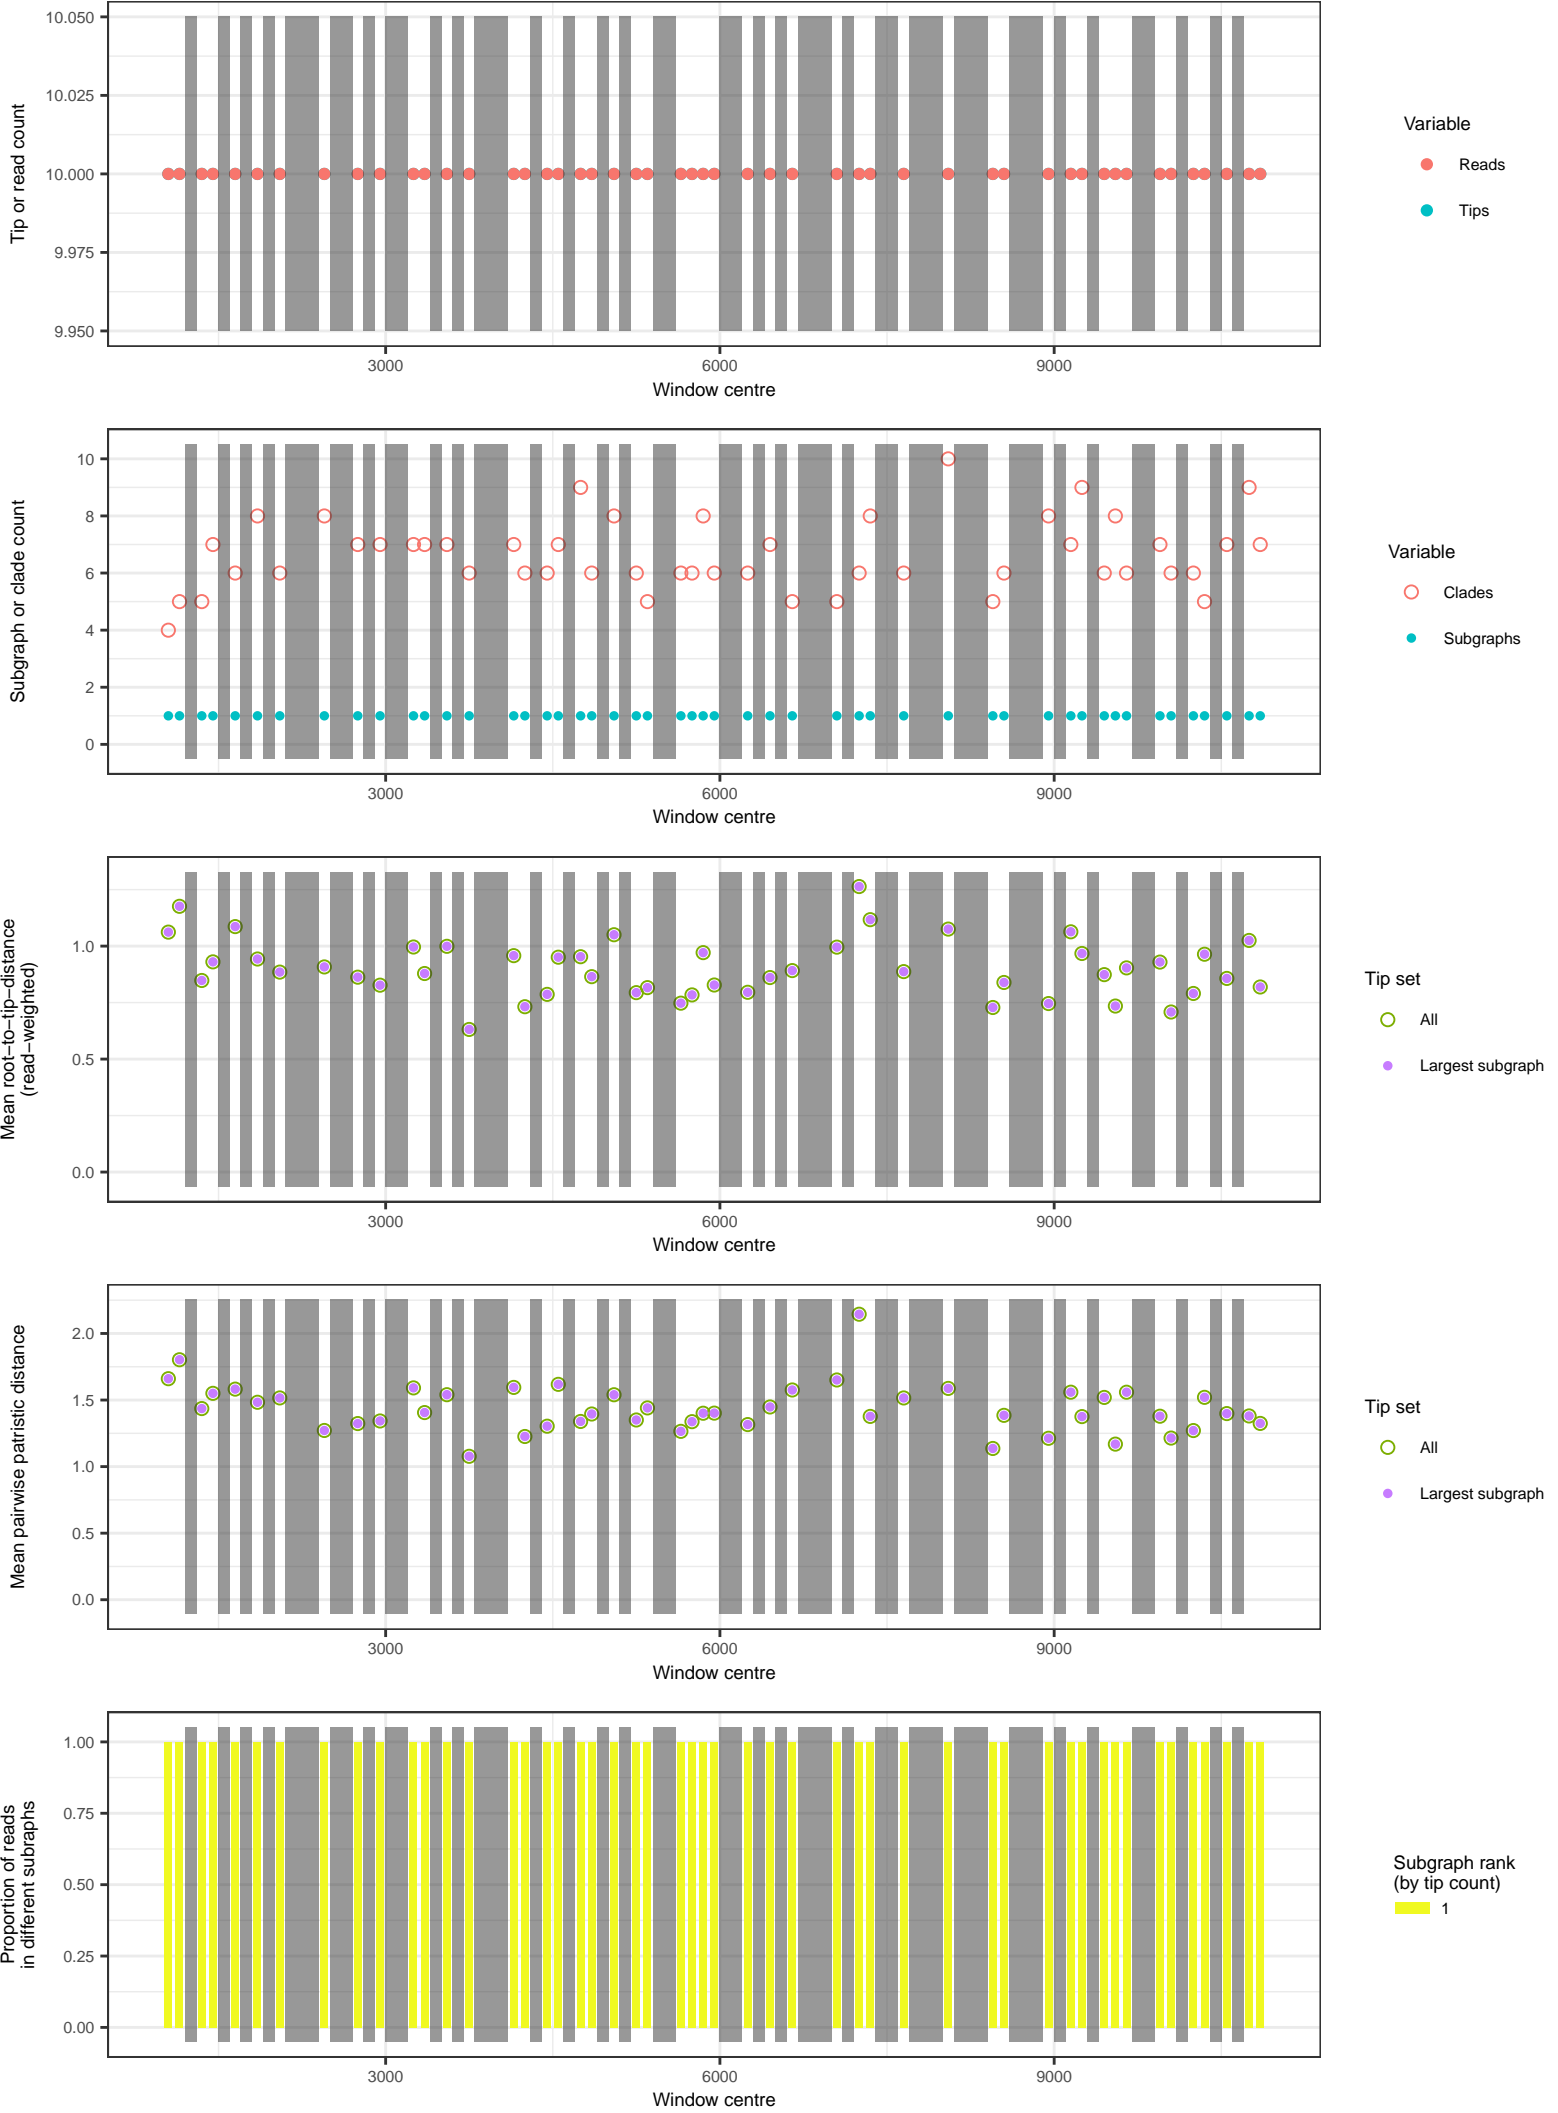 10.050
10.025
10.000
9.975
9.950
Tip or read count
3000
6000
9000
Window centre
Variable
Reads
Tips
10
8
6
4
2
0
Subgraph or clade count
3000
6000
9000
Window centre
Variable
Clades
Subgraphs
1.0
0.5
0.0
Mean root−to−tip−distance
(read−weighted)
3000
6000
9000
Window centre
Tip set
All
Largest subgraph
2.0
1.5
1.0
0.5
0.0
Mean pairwise patristic distance
3000
6000
9000
Window centre
Tip set
All
Largest subgraph
1.00
0.75
0.50
0.25
0.00
Proportion of reads
in different subraphs
3000
6000
9000
Window centre
Subgraph rank
(by tip count)
1